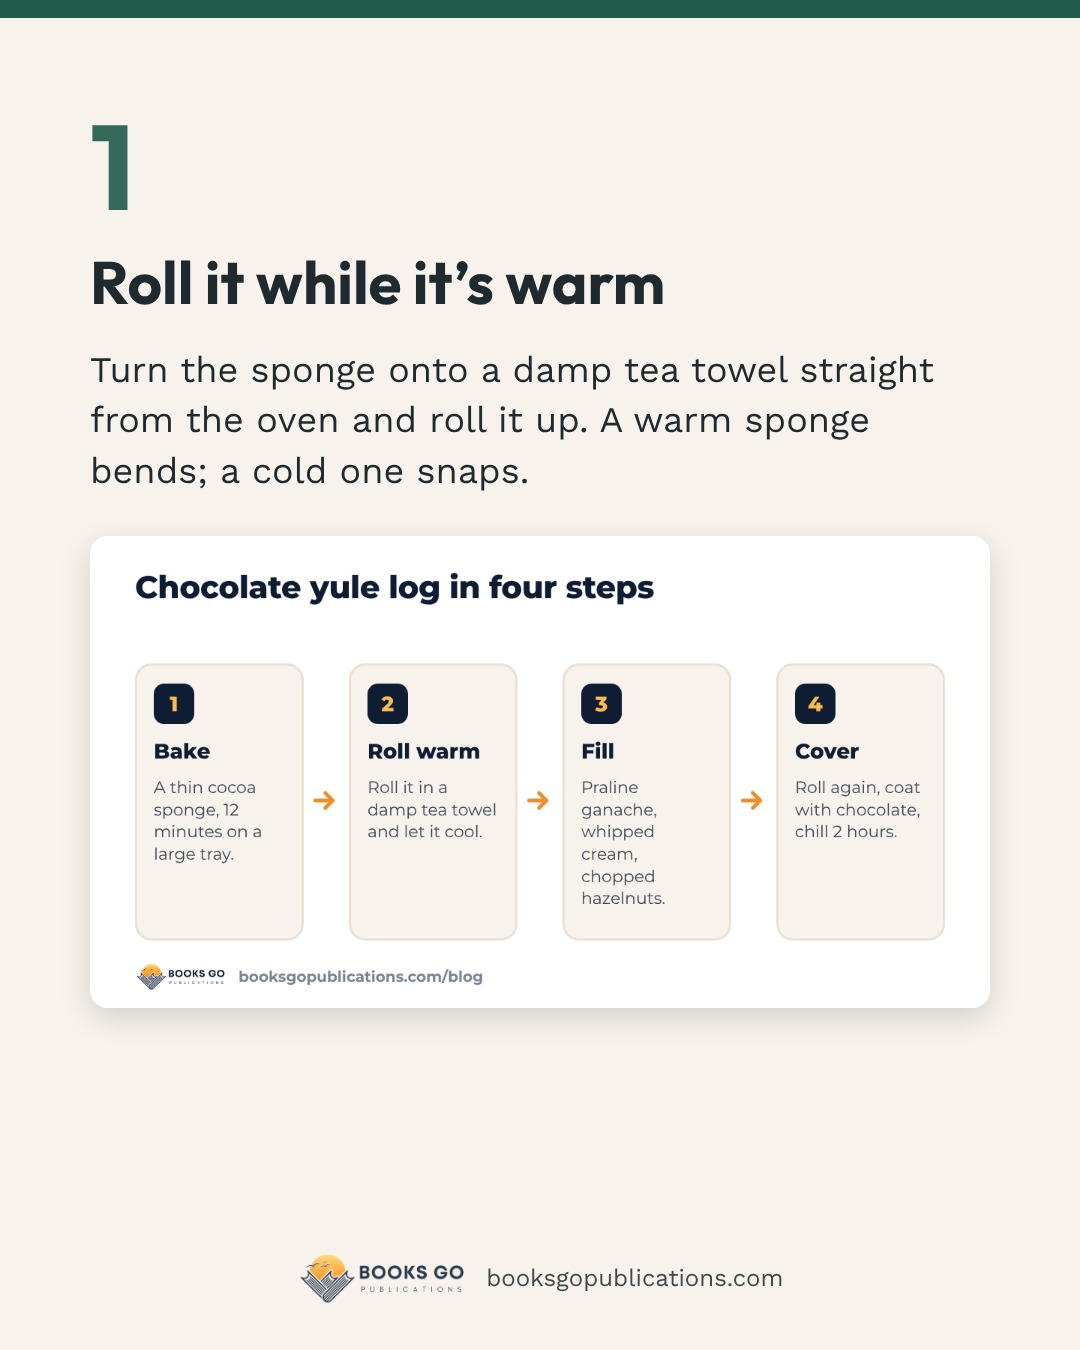 1
Roll it while it’s warm
Turn the sponge onto a damp tea towel straight
from the oven and roll it up. A warm sponge
bends; a cold one snaps.
Chocolate yule log in four steps
1
Bake
A thin cocoa
sponge, 12
minutes on a
large tray.
2
Roll warm
Roll it in a
damp tea towel
and let it cool.
3
Fill
Praline
ganache,
whipped
cream,
chopped
hazelnuts.
4
Cover
Roll again, coat
with chocolate,
chill 2 hours.
BOOKS GO
PUBLICATIONS
booksgopublications.com/blog
BOOKS GO
PUBLICATIONS
booksgopublications.com